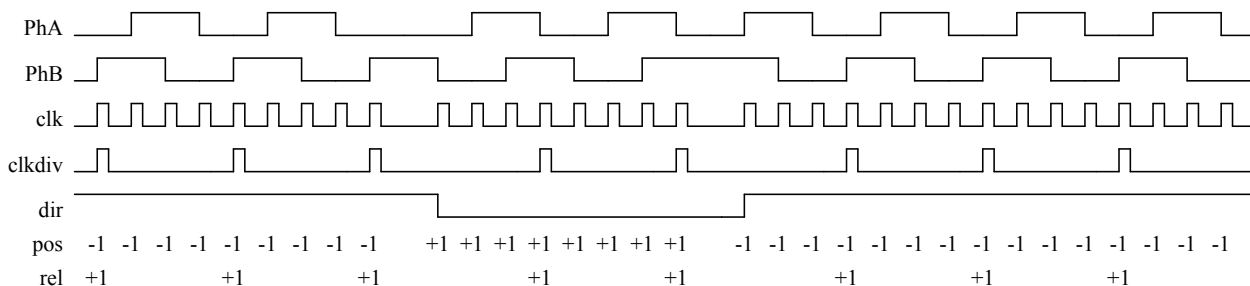 PhA
PhB
clk
clkdiv
dir
pos -1 -1 -1 -1 -1 -1 -1 -1 -1 +1 +1 +1 +1 +1 +1 +1 +1 -1 -1 -1 -1 -1 -1 -1 -1 -1 -1 -1 -1 -1 -1 -1
rel +1 +1 +1 +1 +1 +1 +1 +1